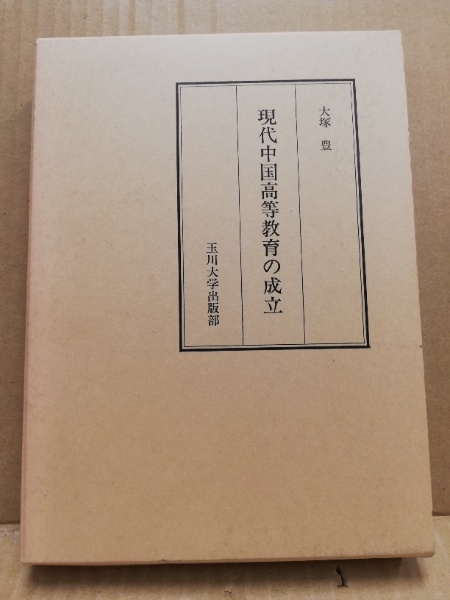 大塚 豊
現代中国高等教育の成立
玉川大学出版部